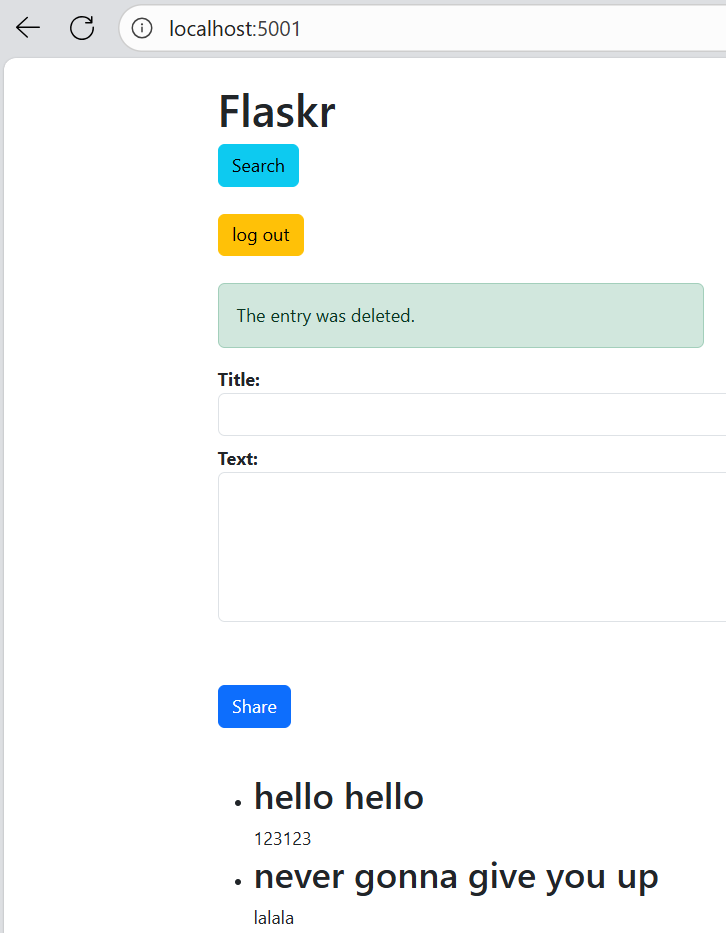 localhost:5001
Flaskr
Search
log out
The entry was deleted.
Title:
Text:
Share
hello hello
123123
never gonna give you up
lalala